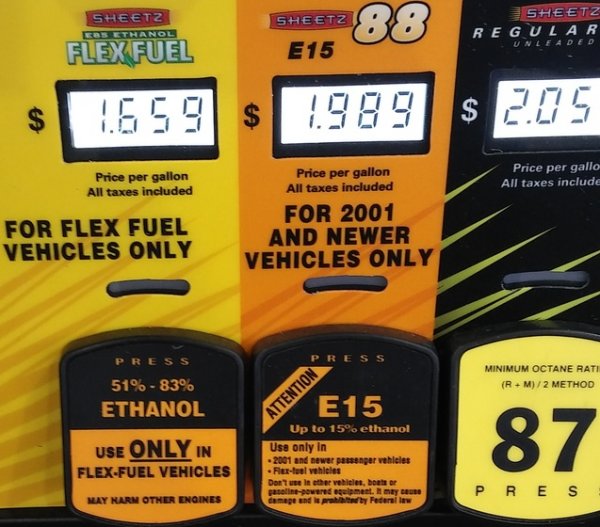 SHEETZ
E85 ETHANOL
FLEX FUEL
$ 1.659
Price per gallon
All taxes included
FOR FLEX FUEL
VEHICLES ONLY
PRESS
51% - 83%
ETHANOL
USE ONLY IN
FLEX-FUEL VEHICLES
MAY HARM OTHER ENGINES
SHEETZ 88
E15
$ 1.989
Price per gallon
All taxes included
FOR 2001
AND NEWER
VEHICLES ONLY
PRESS
ATTENTION
E15
Up to 15% ethanol
Use only in
• 2001 and newer passenger vehicles
• Flex-fuel vehicles
Don't use in other vehicles, boats or
gasoline-powered equipment. It may cause
damage and is prohibited by Federal law
SHEETZ
REGULAR
UNLEADED
$ 2.05
Price per gallo
All taxes include
MINIMUM OCTANE RATI
(R + M) / 2 METHOD
87
PRES